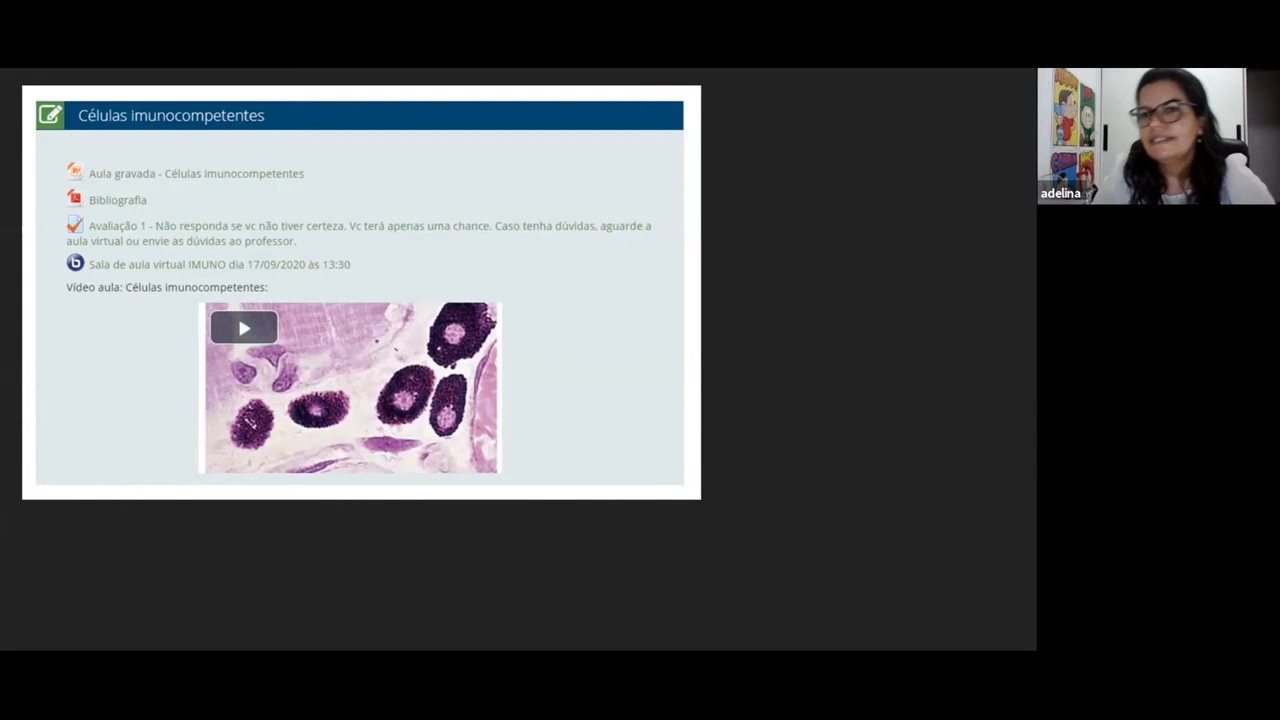 Células imunocompetentes
Aula gravada - Células imunocompetentes
Bibliografia
Avaliação 1 - Não responda se vc não tiver certeza. Vc terá apenas uma chance. Caso tenha dúvidas, aguarde a
aula virtual ou envie as dúvidas ao professor.
b
Sala de aula virtual IMUNO dia 17/09/2020 às 13:30
Vídeo aula: Células imunocompetentes:
adelina